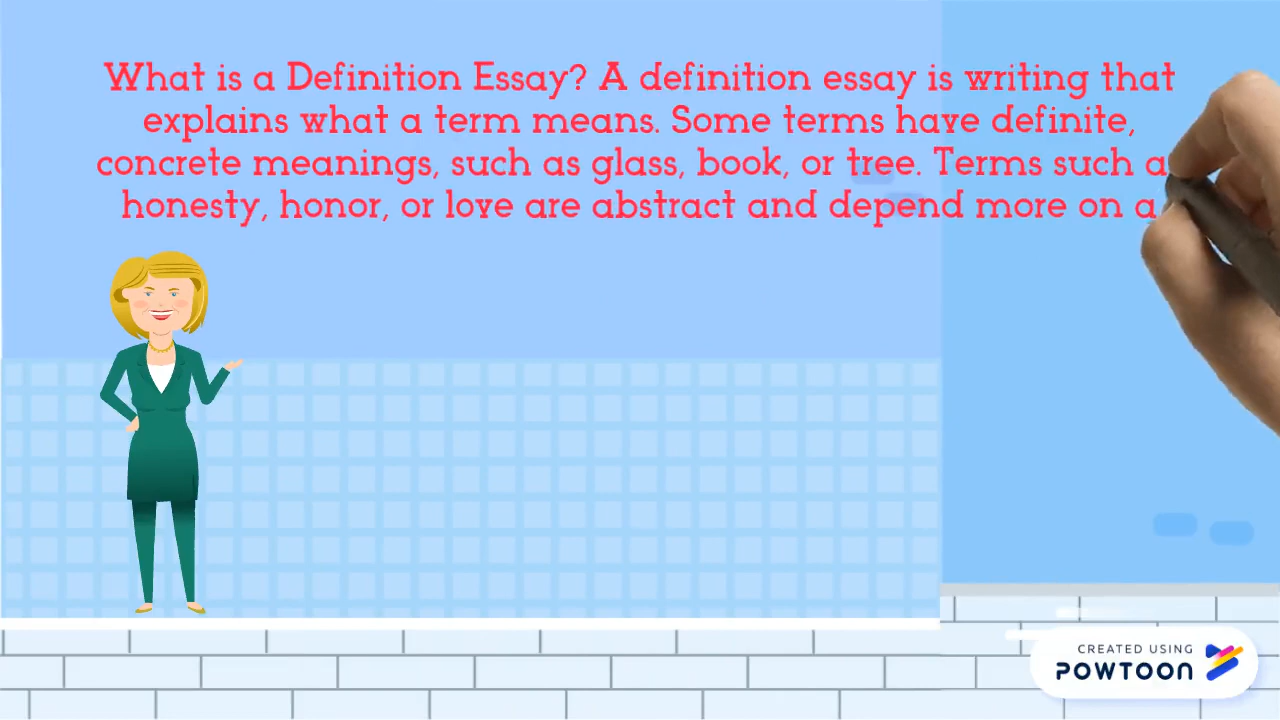 What is a Definition Essay? A definition essay is writing that
explains what a term means. Some terms have definite,
concrete meanings, such as glass, book, or tree. Terms such a
honesty, honor, or love are abstract and depend more on a
CREATED USING
POWTOON